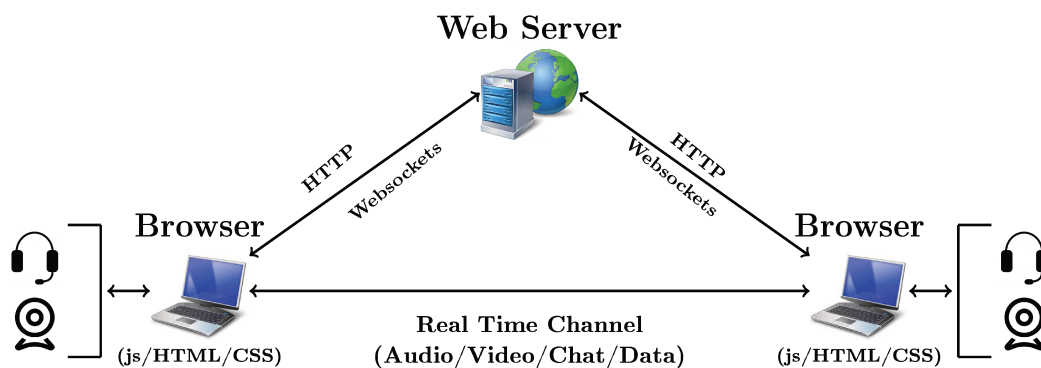 Web Server
HTTP
Websockets
HTTP
Websockets
Browser
Browser
Real Time Channel
(js/HTML/CSS)
(Audio/Video/Chat/Data)
(js/HTML/CSS)